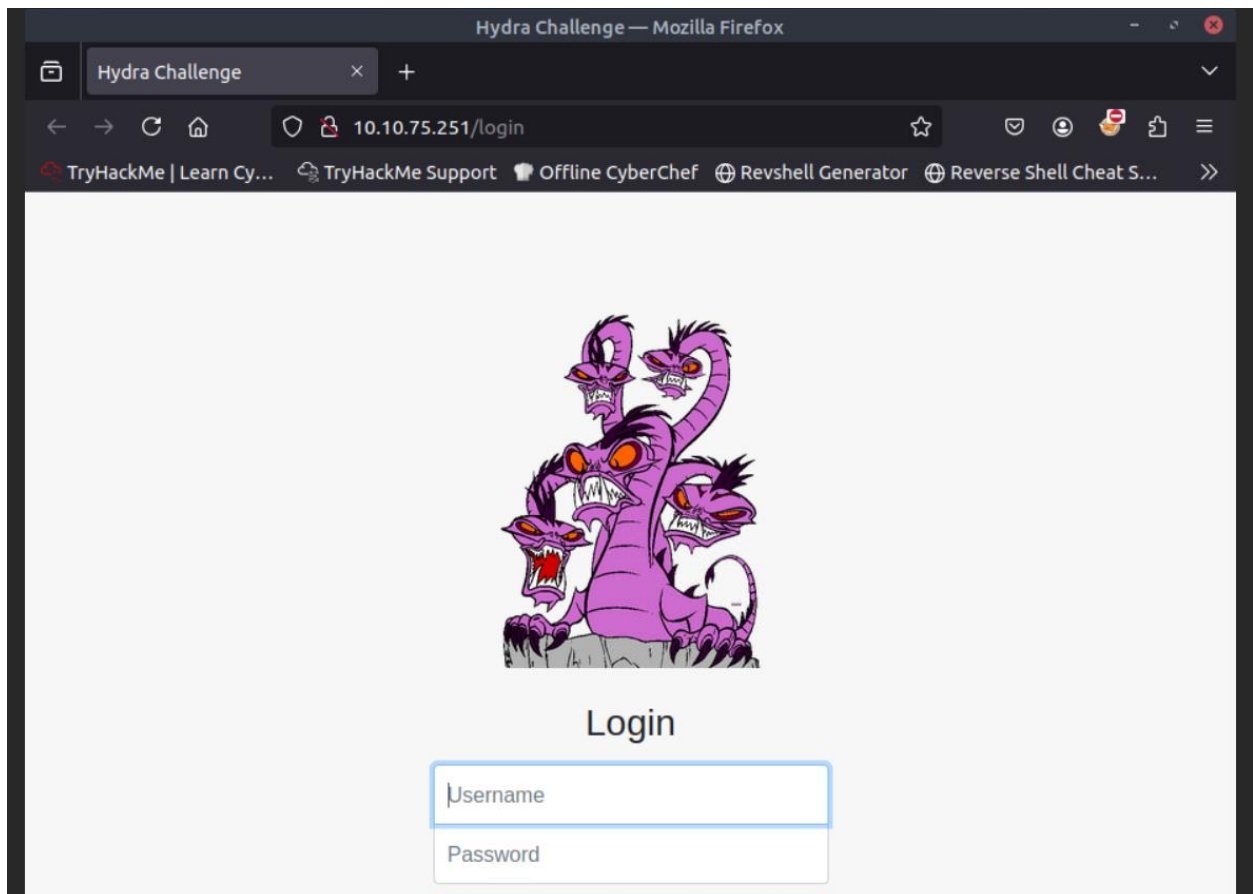 Hydra Challenge — Mozilla Firefox
Hydra Challenge
10.10.75.251/login
TryHackMe | Learn Cy... TryHackMe Support Offline CyberChef Revshell Generator Reverse Shell Cheat S...
Login
Username
Password